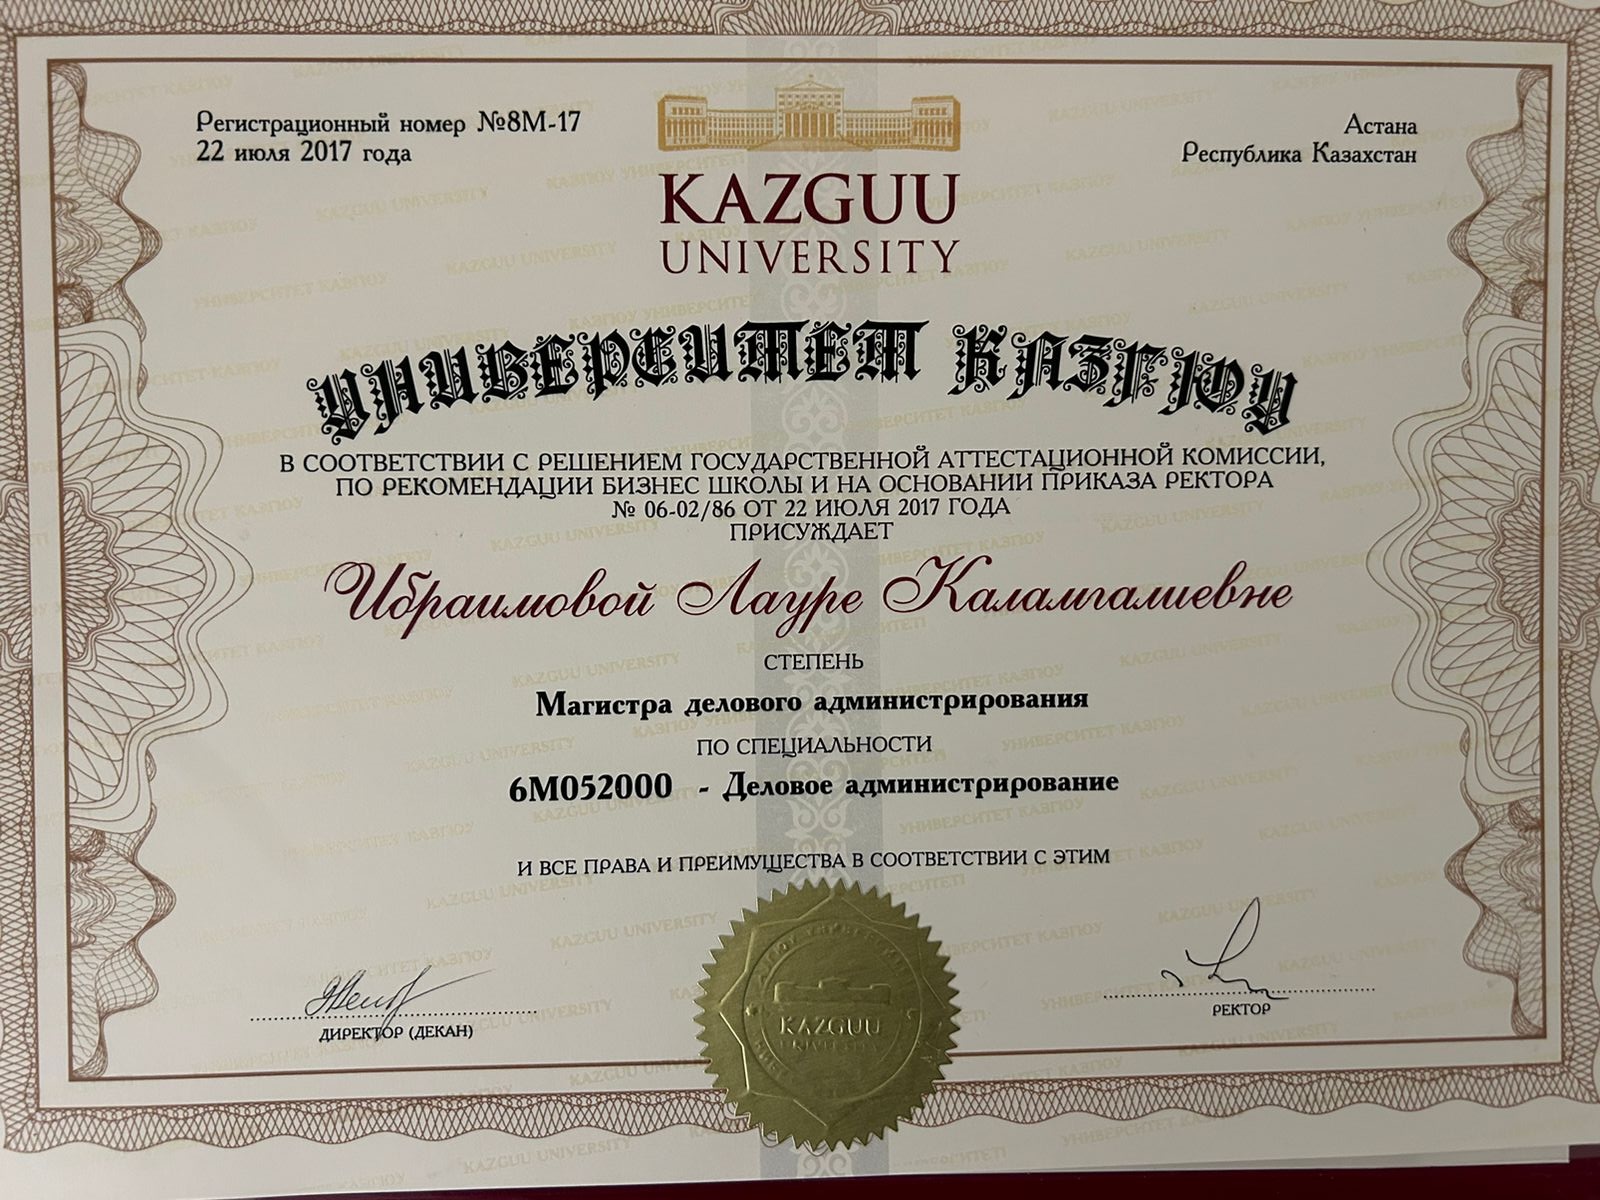 Регистрационный номер №8М-17
22 июля 2017 года
Астана
Республика Казахстан
KAZGUU
UNIVERSITY
УНИВЕРСИТЕТ КАЗГЮУ
В СООТВЕТСТВИИ С РЕШЕНИЕМ ГОСУДАРСТВЕННОЙ АТТЕСТАЦИОННОЙ КОМИССИИ,
ПО РЕКОМЕНДАЦИИ БИЗНЕС ШКОЛЫ И НА ОСНОВАНИИ ПРИКАЗА РЕКТОРА
№ 06-02/86 ОТ 22 ИЮЛЯ 2017 ГОДА
ПРИСУЖДАЕТ
Ибраимовой Лауре Каламгалиевне
СТЕПЕНЬ
Магистра делового администрирования
ПО СПЕЦИАЛЬНОСТИ
6М052000 - Деловое администрирование
И ВСЕ ПРАВА И ПРЕИМУЩЕСТВА В СООТВЕТСТВИИ С ЭТИМ
ДИРЕКТОР (ДЕКАН)
РЕКТОР
KAZGUU
UNIVERSITY